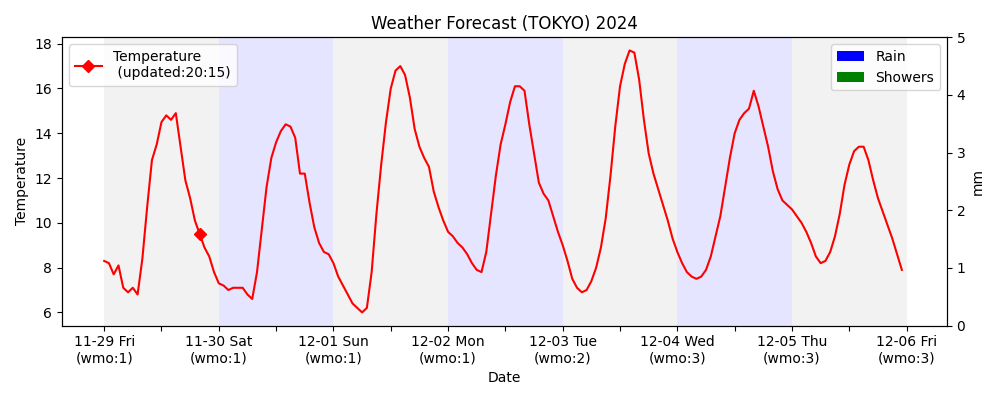 Weather Forecast (TOKYO) 2024
Temperature
(updated:20:15)
Rain
Showers
Temperature
18
16
14
12
10
8
6
5
4
3
2
1
0
mm
11-29 Fri
(wmo:1)
11-30 Sat
(wmo:1)
12-01 Sun
(wmo:1)
12-02 Mon
(wmo:1)
12-03 Tue
(wmo:2)
12-04 Wed
(wmo:3)
12-05 Thu
(wmo:3)
12-06 Fri
(wmo:3)
Date